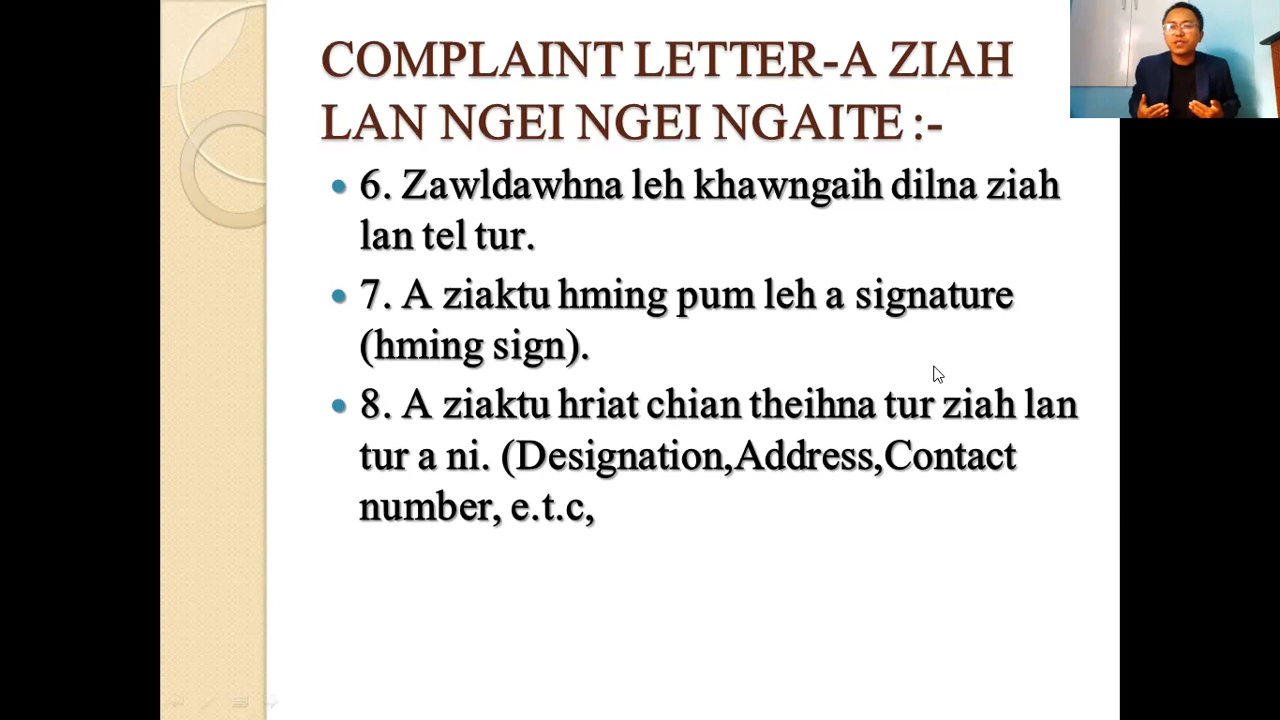 COMPLAINT LETTER-A ZIAH
LAN NGEI NGEI NGAITE :-
• 6. Zawldawhna leh khawngaih dilna ziah
lan tel tur.
• 7. A ziaktu hming pum leh a signature
(hming sign).
• 8. A ziaktu hriat chian theihna tur ziah lan
tur a ni. (Designation,Address,Contact
number, e.t.c,